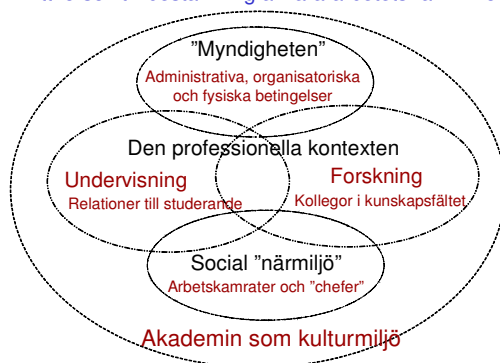 ”Myndigheten”
Administrativa, organisatoriska
och fysiska betingelser
Den professionella kontexten
Undervisning
Forskning
Relationer till studerande
Kollegor i kunskapsfältet
Social ”närmiljö”
Arbetskamrater och ”chefer”
Akademin som kulturmiljö